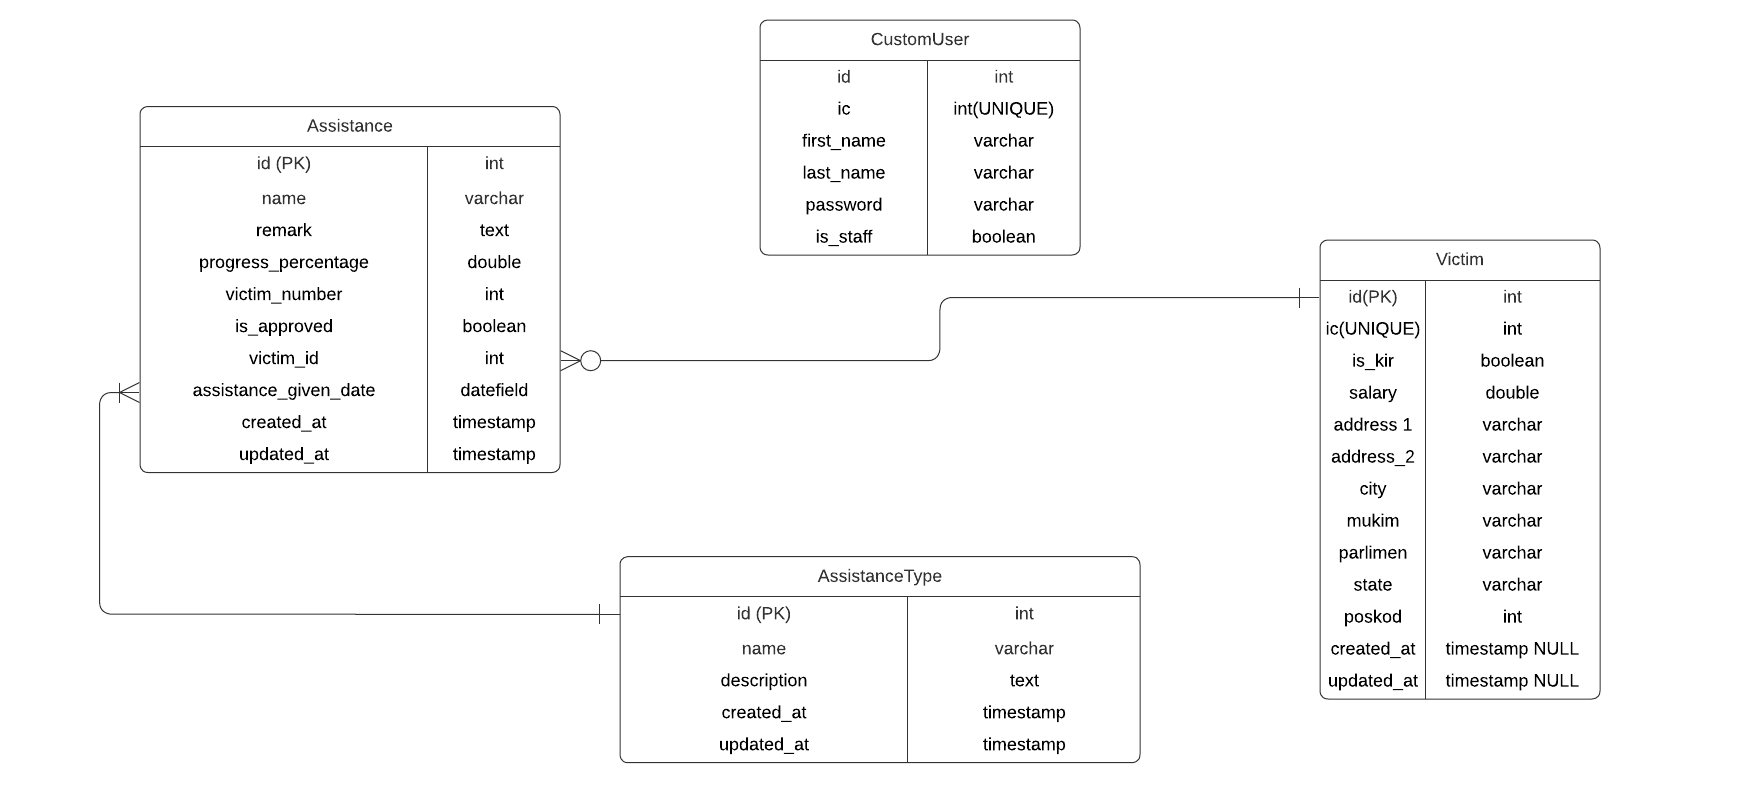 CustomUser
id int
ic int(UNIQUE)
first_name varchar
last_name varchar
password varchar
is_staff boolean
Assistance
id (PK) int
name varchar
remark text
progress_percentage double
victim_number int
is_approved boolean
victim_id int
assistance_given_date datefield
created_at timestamp
updated_at timestamp
Victim
id(PK) int
ic(UNIQUE) int
is_kir boolean
salary double
address 1 varchar
address_2 varchar
city varchar
mukim varchar
parlimen varchar
state varchar
poskod int
created_at timestamp NULL
updated_at timestamp NULL
AssistanceType
id (PK) int
name varchar
description text
created_at timestamp
updated_at timestamp